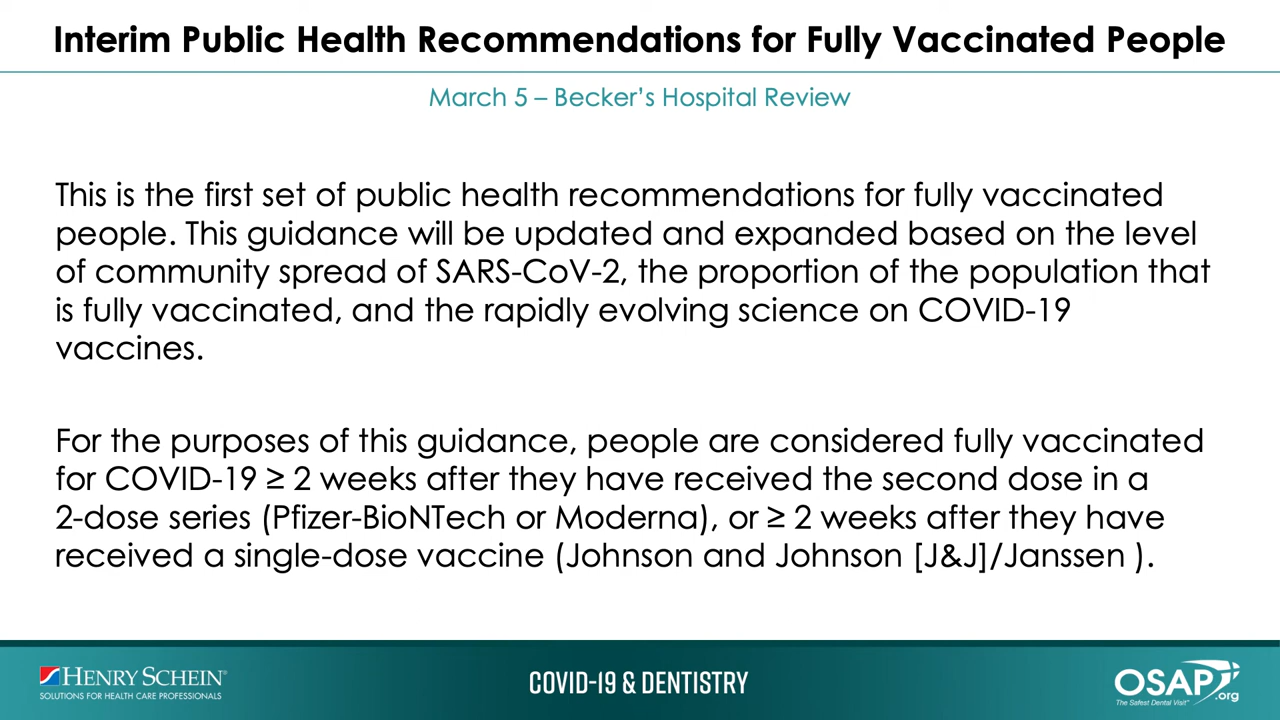 Interim Public Health Recommendations for Fully Vaccinated People
March 5 – Becker’s Hospital Review
This is the first set of public health recommendations for fully vaccinated
people. This guidance will be updated and expanded based on the level
of community spread of SARS-CoV-2, the proportion of the population that
is fully vaccinated, and the rapidly evolving science on COVID-19
vaccines.
For the purposes of this guidance, people are considered fully vaccinated
for COVID-19 ≥ 2 weeks after they have received the second dose in a
2-dose series (Pfizer-BioNTech or Moderna), or ≥ 2 weeks after they have
received a single-dose vaccine (Johnson and Johnson [J&J]/Janssen ).
HENRY SCHEIN®
SOLUTIONS FOR HEALTH CARE PROFESSIONALS
COVID-19 & DENTISTRY
OSAP
.org
The Safest Dental Visit™